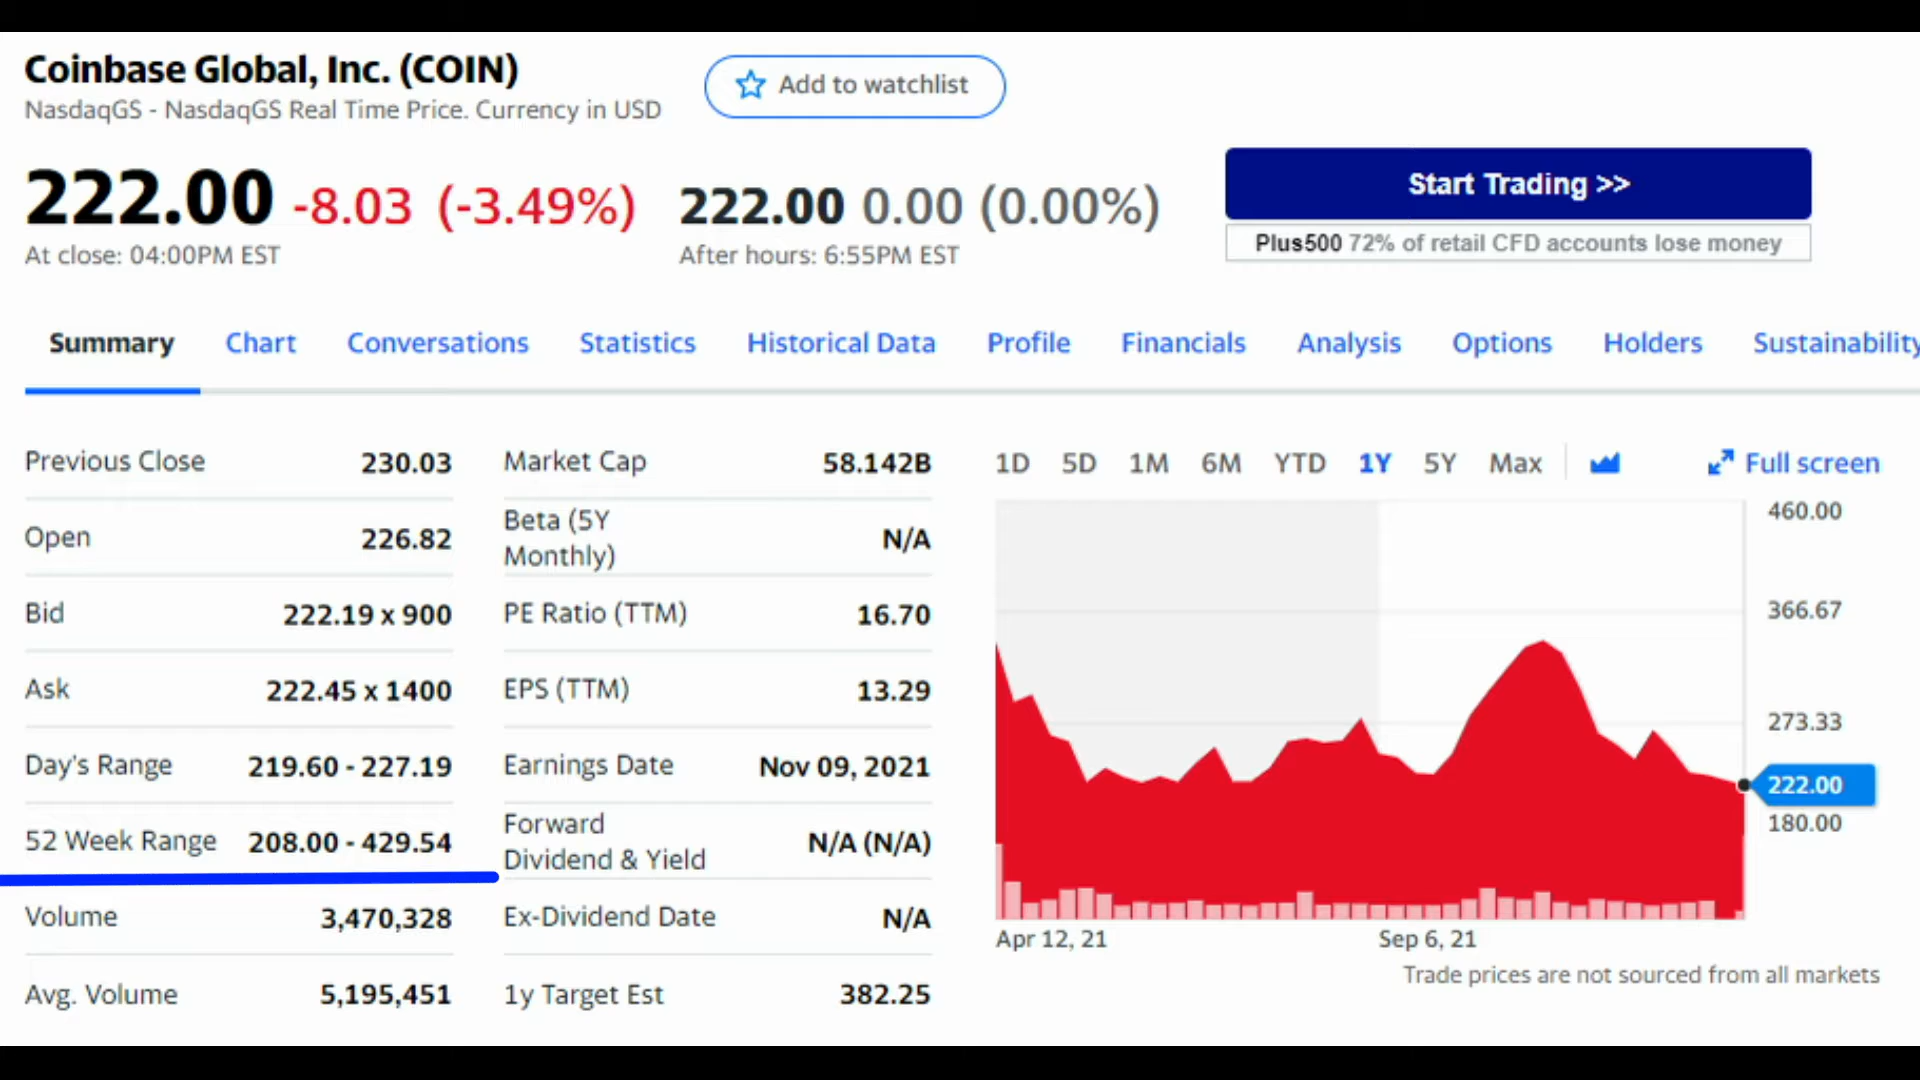 Coinbase Global, Inc. (COIN)
NasdaqGS - NasdaqGS Real Time Price. Currency in USD
Add to watchlist
222.00 -8.03 (-3.49%)
At close: 04:00PM EST
222.00 0.00 (0.00%)
After hours: 6:55PM EST
Start Trading >>
Plus500 72% of retail CFD accounts lose money
Summary Chart Conversations Statistics Historical Data Profile Financials Analysis Options Holders Sustainability
Previous Close 230.03
Open 226.82
Bid 222.19 x 900
Ask 222.45 x 1400
Day's Range 219.60 - 227.19
52 Week Range 208.00 - 429.54
Volume 3,470,328
Avg. Volume 5,195,451
Market Cap 58.142B
Beta (5Y
Monthly) N/A
PE Ratio (TTM) 16.70
EPS (TTM) 13.29
Earnings Date Nov 09, 2021
Forward
Dividend & Yield N/A (N/A)
Ex-Dividend Date N/A
1y Target Est 382.25
1D 5D 1M 6M YTD 1Y 5Y Max Full screen
460.00
366.67
273.33
222.00
180.00
Apr 12, 21 Sep 6, 21
Trade prices are not sourced from all markets